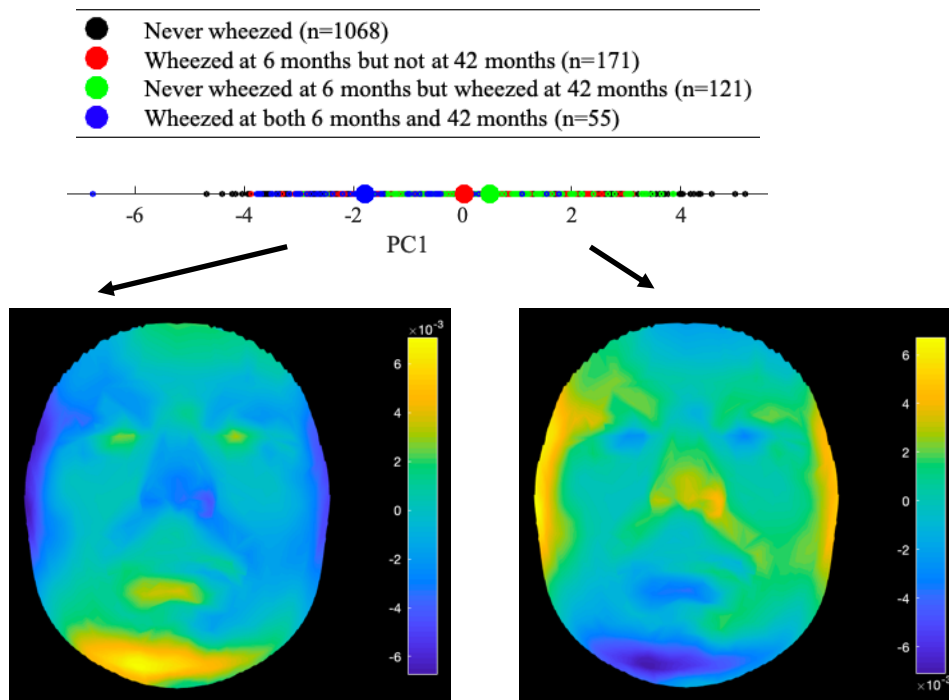 Never wheezed (n=1068)
Wheezed at 6 months but not at 42 months (n=171)
Never wheezed at 6 months but wheezed at 42 months (n=121)
Wheezed at both 6 months and 42 months (n=55)
-6 -4 -2 0 2 4
PC1
×10⁻³
6
4
2
0
-2
-4
-6
6
4
2
0
-2
-4
-6